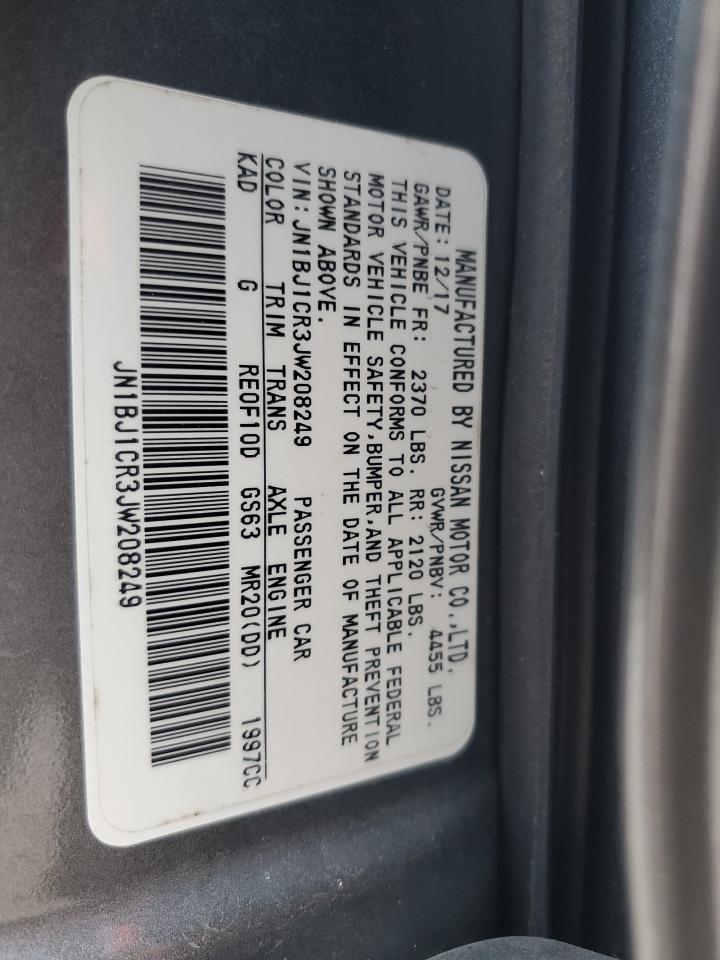 MANUFACTURED BY NISSAN MOTOR CO.,LTD.
DATE: 12/17 GVWR/PNBV: 4455 LBS.
GAWR/PNBE FR: 2370 LBS. RR: 2120 LBS.
THIS VEHICLE CONFORMS TO ALL APPLICABLE FEDERAL
MOTOR VEHICLE SAFETY,BUMPER,AND THEFT PREVENTION
STANDARDS IN EFFECT ON THE DATE OF MANUFACTURE
SHOWN ABOVE.
VIN:JN1BJ1CR3JW208249 PASSENGER CAR
COLOR TRIM TRANS AXLE ENGINE
KAD G RE0F10D GS63 MR20(DD) 1997CC
JN1BJ1CR3JW208249